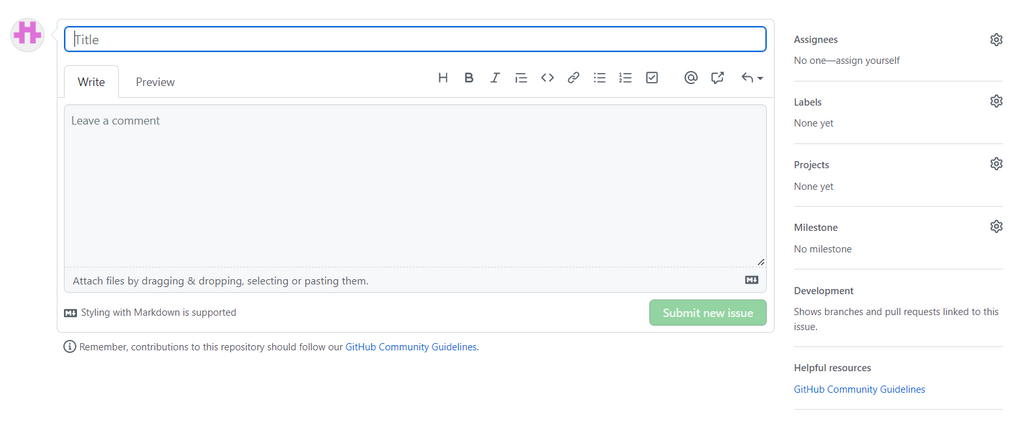 Title
Write Preview
Leave a comment
Attach files by dragging & dropping, selecting or pasting them.
Styling with Markdown is supported
Submit new issue
Remember, contributions to this repository should follow our GitHub Community Guidelines.
Assignees
No one—assign yourself
Labels
None yet
Projects
None yet
Milestone
No milestone
Development
Shows branches and pull requests linked to this
issue.
Helpful resources
GitHub Community Guidelines